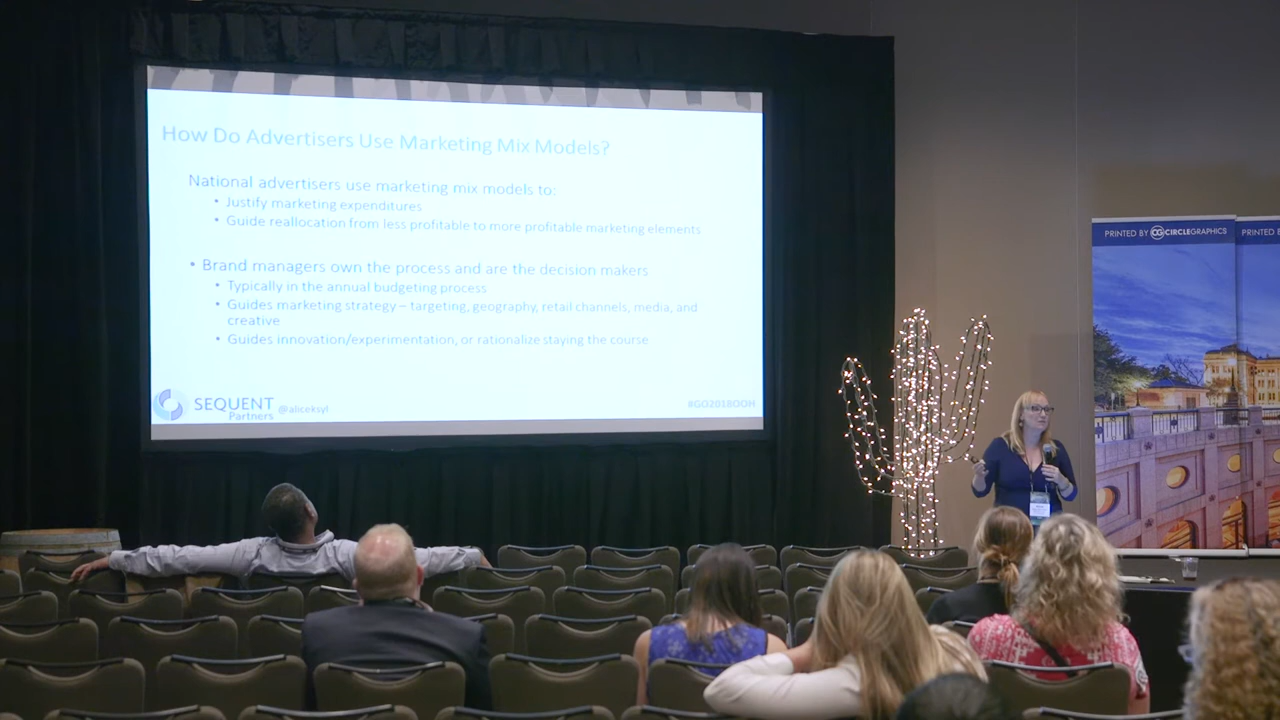 How Do Advertisers Use Marketing Mix Models?
National advertisers use marketing mix models to:
• Justify marketing expenditures
• Guide reallocation from less profitable to more profitable marketing elements
• Brand managers own the process and are the decision makers
• Typically in the annual budgeting process
• Guides marketing strategy – targeting, geography, retail channels, media, and
creative
• Guides innovation/experimentation, or rationalize staying the course
SEQUENT
Partners
@aliceksyl
#GO2018OOH
PRINTED BY CG CIRCLEGRAPHICS
PRINTED